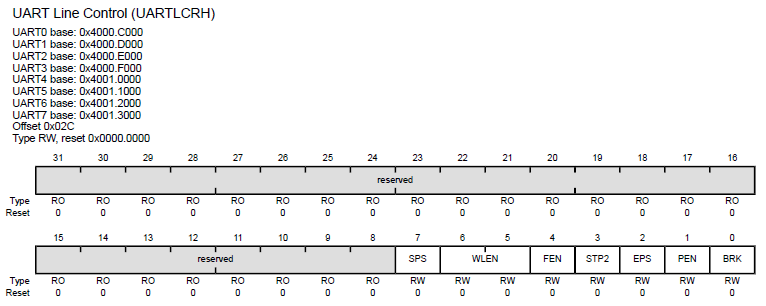 UART Line Control (UARTLCRH)
UART0 base: 0x4000.C000
UART1 base: 0x4000.D000
UART2 base: 0x4000.E000
UART3 base: 0x4000.F000
UART4 base: 0x4001.0000
UART5 base: 0x4001.1000
UART6 base: 0x4001.2000
UART7 base: 0x4001.3000
Offset 0x02C
Type RW, reset 0x0000.0000
31 30 29 28 27 26 25 24 23 22 21 20 19 18 17 16
reserved
Type RO RO RO RO RO RO RO RO RO RO RO RO RO RO RO RO
Reset 0 0 0 0 0 0 0 0 0 0 0 0 0 0 0 0
15 14 13 12 11 10 9 8 7 6 5 4 3 2 1 0
reserved SPS WLEN FEN STP2 EPS PEN BRK
Type RO RO RO RO RO RO RO RO RW RW RW RW RW RW RW RW
Reset 0 0 0 0 0 0 0 0 0 0 0 0 0 0 0 0